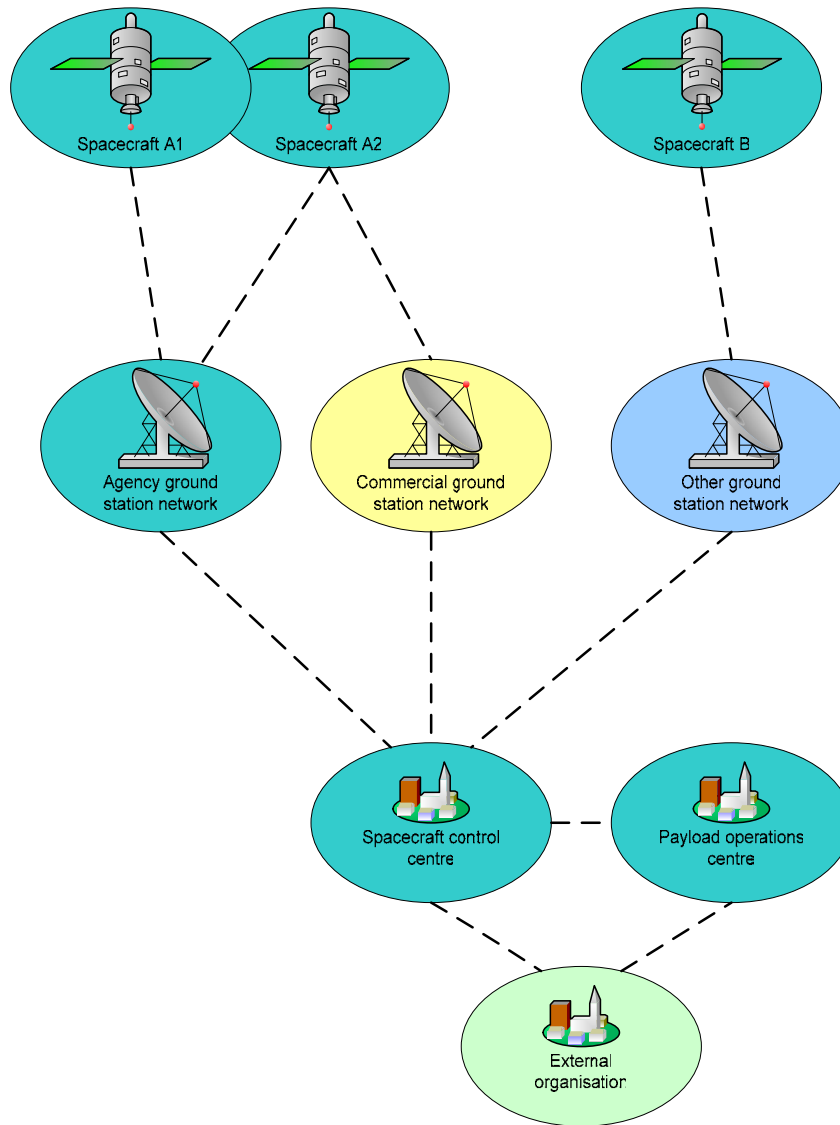 Spacecraft A1
Spacecraft A2
Spacecraft B
Agency ground
station network
Commercial ground
station network
Other ground
station network
Spacecraft control
centre
Payload operations
centre
External
organisation